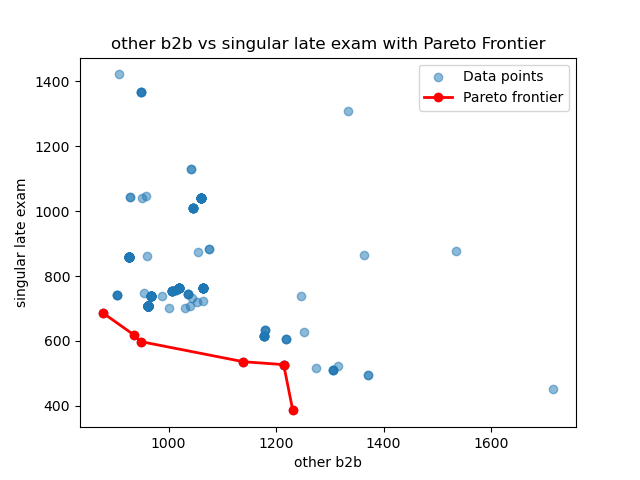 other b2b vs singular late exam with Pareto Frontier
Data points
Pareto frontier
singular late exam
1400
1200
1000
800
600
400
1000
1200
1400
1600
other b2b